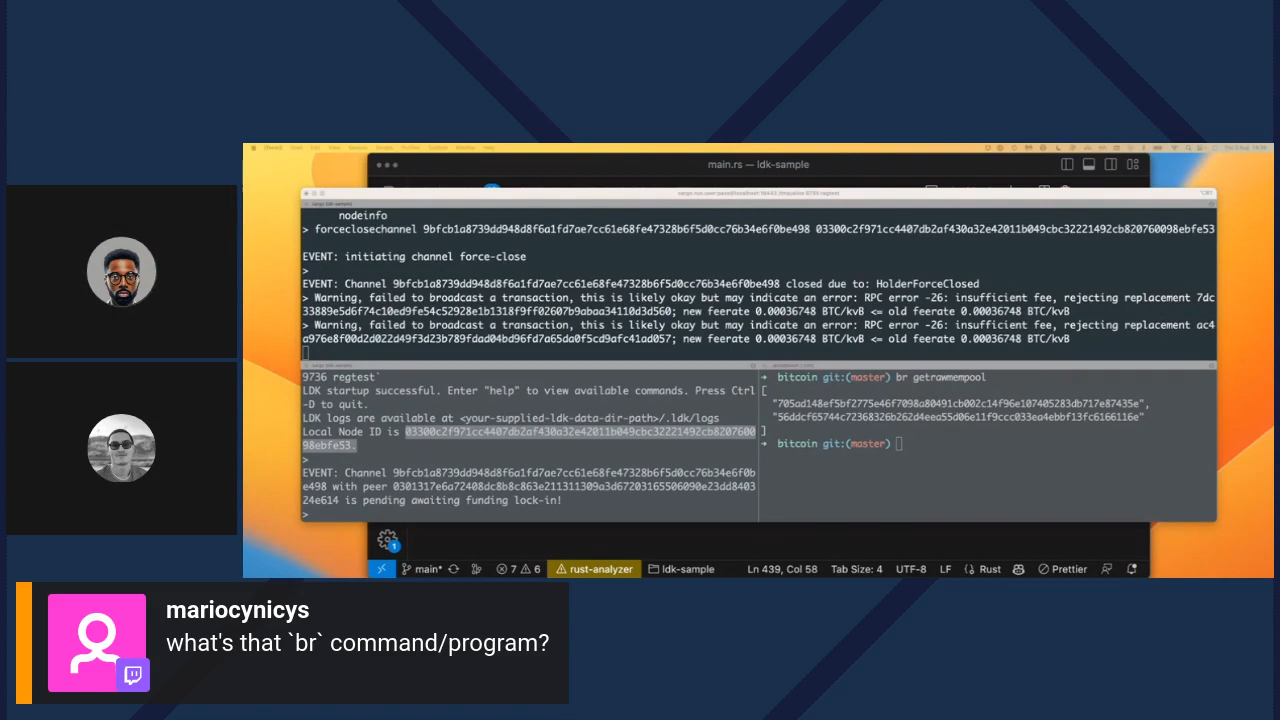 main.rs — ldk-sample
nodeinfo
> forceclosechannel 9bfcb1a8739dd948d8f6a1fd7ae7cc61e68fe47328b6f5d0cc76b34e6f0be498 03300c2f971cc4407db2af430a32e42011b049cbc32221492cb820760098ebfe53
EVENT: initiating channel force-close
>
EVENT: Channel 9bfcb1a8739dd948d8f6a1fd7ae7cc61e68fe47328b6f5d0cc76b34e6f0be498 closed due to: HolderForceClosed
> Warning, failed to broadcast a transaction, this is likely okay but may indicate an error: RPC error -26: insufficient fee, rejecting replacement 7dc
33889e5d6f74c10ed9fe54c52928e1b1318f9ff02607b9abaa34110d3d560; new feerate 0.00036748 BTC/kvB <= old feerate 0.00036748 BTC/kvB
> Warning, failed to broadcast a transaction, this is likely okay but may indicate an error: RPC error -26: insufficient fee, rejecting replacement ac4
a976e8f00d2d022d49f3d23b789fdad04bd96fd7a65da0f5cd9afc41ad057; new feerate 0.00036748 BTC/kvB <= old feerate 0.00036748 BTC/kvB
9736 regtest`
LDK startup successful. Enter "help" to view available commands. Press Ctrl
-D to quit.
LDK logs are available at <your-supplied-ldk-data-dir-path>/.ldk/logs
Local Node ID is 03300c2f971cc4407db2af430a32e42011b049cbc32221492cb8207600
98ebfe53.
>
EVENT: Channel 9bfcb1a8739dd948d8f6a1fd7ae7cc61e68fe47328b6f5d0cc76b34e6f0b
e498 with peer 0301317e6a72408dc8b8c863e211311309a3d67203165506090e23dd8403
24e614 is pending awaiting funding lock-in!
>
➜ bitcoin git:(master) br getrawmempool
[
"705ad148ef5bf2775e46f7098a80491cb002c14f96e107405283db717e87435e",
"56ddcf65744c72368326b262d4eea55d06e11f9ccc033ea4ebbf13fc6166116e"
]
➜ bitcoin git:(master)
1
main* 7 6 rust-analyzer ldk-sample Ln 439, Col 58 Tab Size: 4 UTF-8 LF Rust Prettier
mariocynicys
what's that `br` command/program?